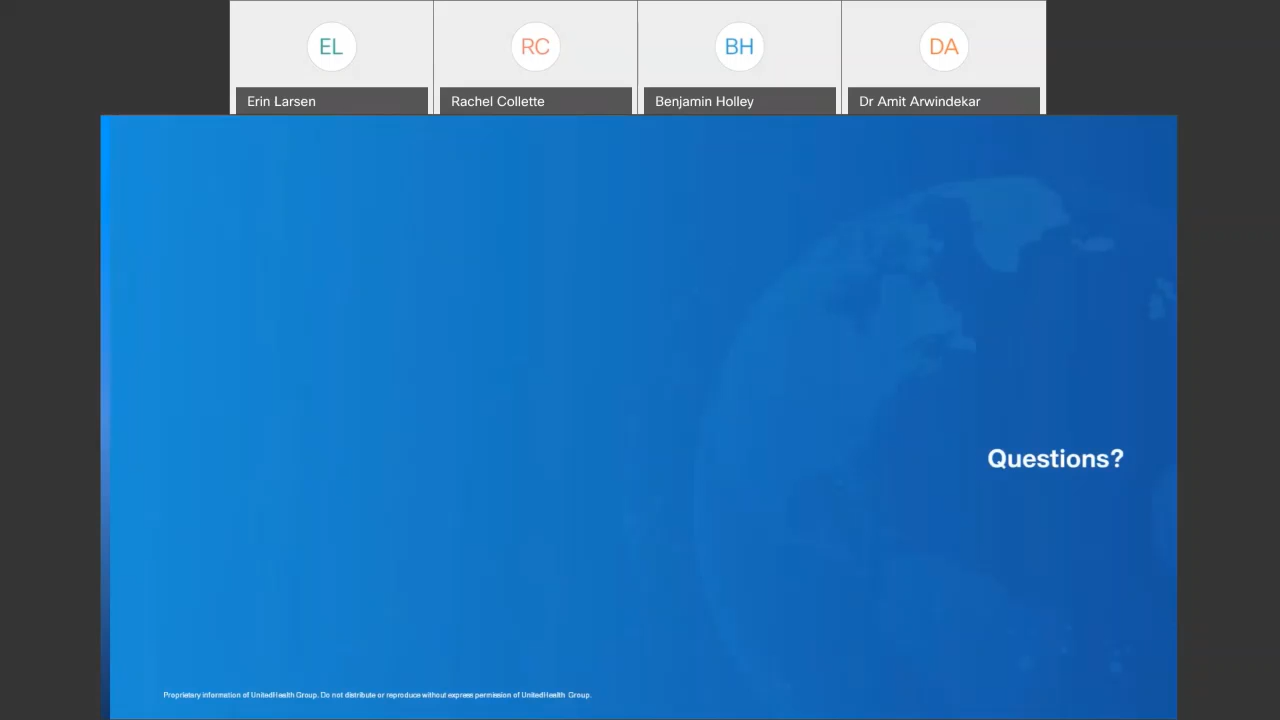 EL
RC
BH
DA
Erin Larsen
Rachel Collette
Benjamin Holley
Dr Amit Arwindekar
Questions?
Proprietary information of UnitedHealth Group. Do not distribute or reproduce without express permission of UnitedHealth Group.